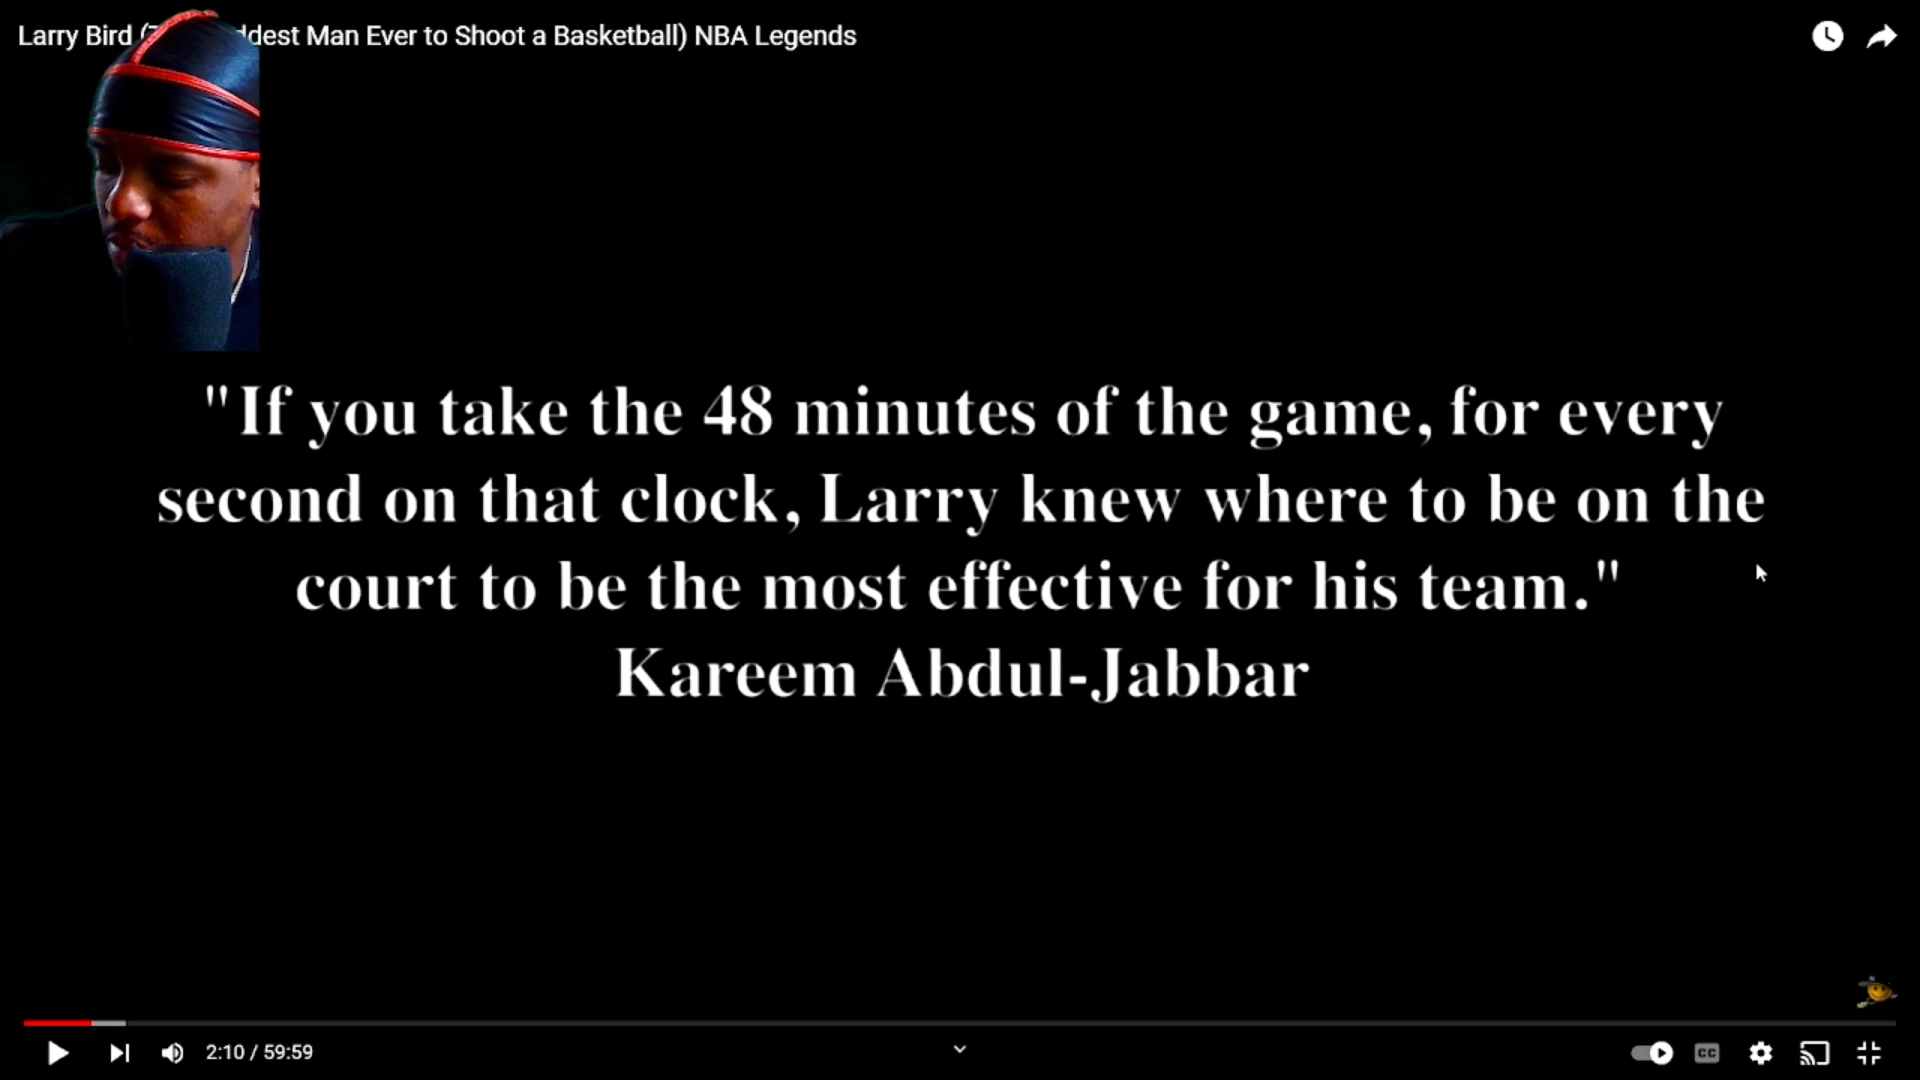 Larry Bird ( ddest Man Ever to Shoot a Basketball) NBA Legends
"If you take the 48 minutes of the game, for every
second on that clock, Larry knew where to be on the
court to be the most effective for his team."
Kareem Abdul-Jabbar
2:10 / 59:59
CC